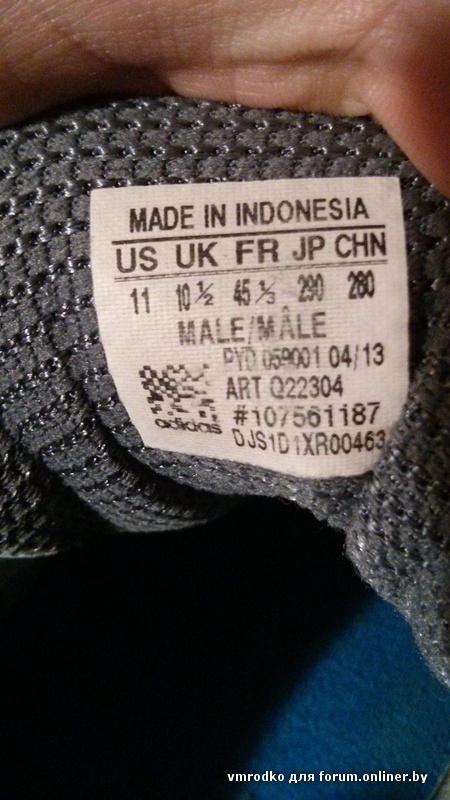 MADE IN INDONESIA
US UK FR JP CHN
11 10 ½ 45 ⅓ 290 280
MALE/MÂLE
PYD 059001 04/13
ART Q22304
#107561187
adidas
DJS1D1XR00463
vmrodko для forum.onliner.by